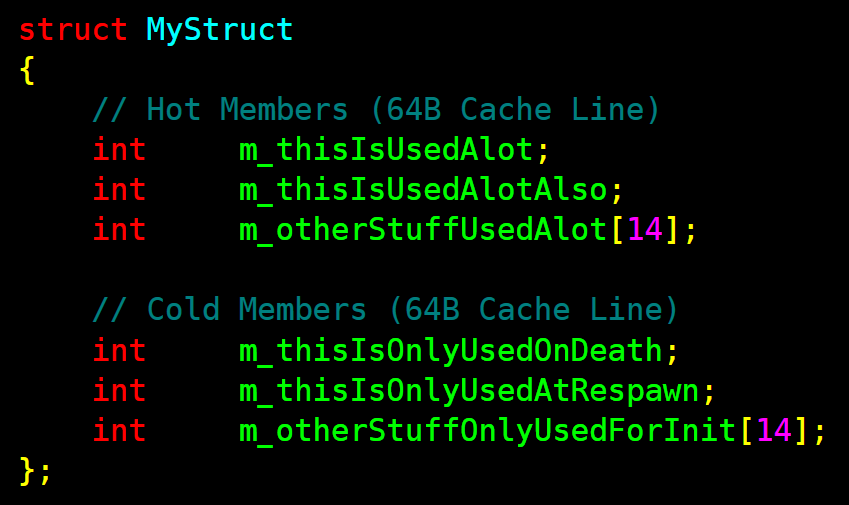 struct MyStruct
{
    // Hot Members (64B Cache Line)
    int     m_thisIsUsedAlot;
    int     m_thisIsUsedAlotAlso;
    int     m_otherStuffUsedAlot[14];

    // Cold Members (64B Cache Line)
    int     m_thisIsOnlyUsedOnDeath;
    int     m_thisIsOnlyUsedAtRespawn;
    int     m_otherStuffOnlyUsedForInit[14];
};